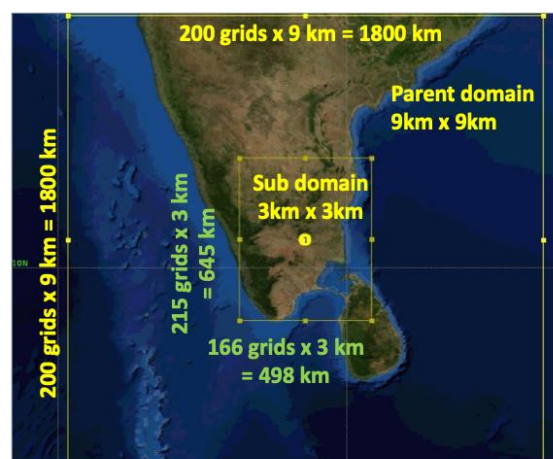 200 grids x 9 km = 1800 km
Parent domain
9km x 9km
200 grids x 9 km = 1800 km
Sub domain
3km x 3km
1
215 grids x 3 km
= 645 km
10N
166 grids x 3 km
= 498 km